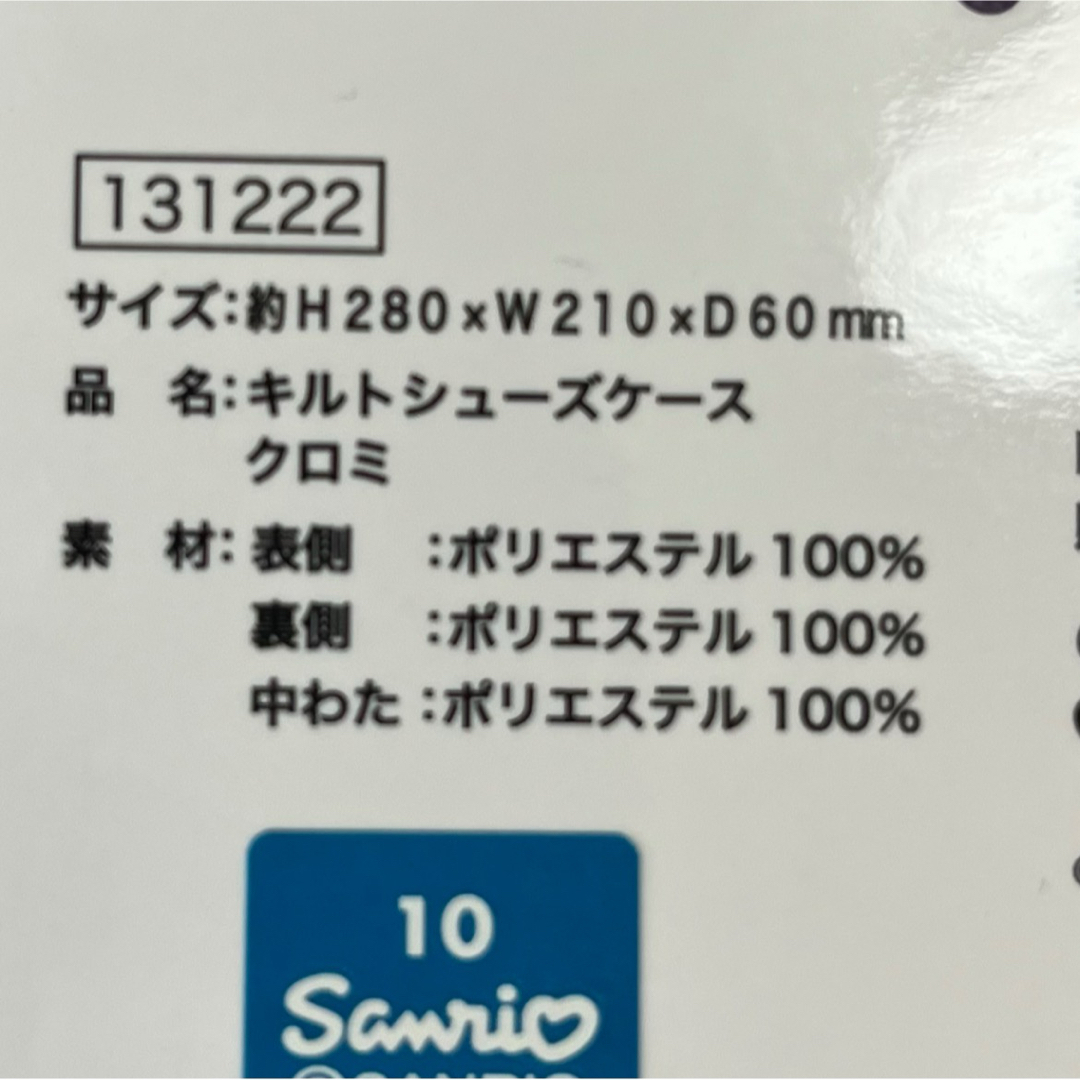 131222
サイズ:約H280×W210×D60mm
品 名:キルトシューズケース
クロミ
素 材:表側 :ポリエステル 100%
裏側 :ポリエステル 100%
中わた:ポリエステル 100%
10
Sanrio